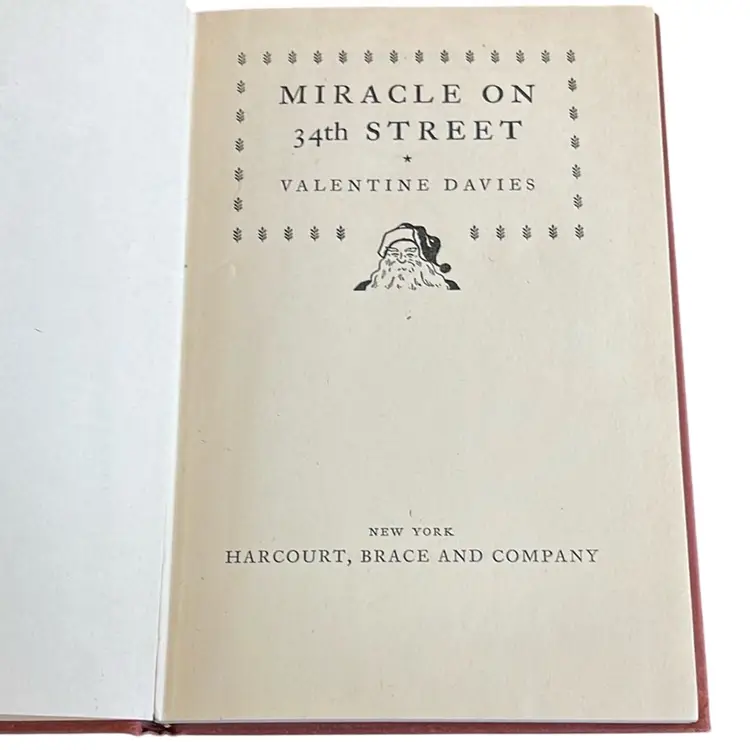 MIRACLE ON
34th STREET
★
VALENTINE DAVIES
NEW YORK
HARCOURT, BRACE AND COMPANY